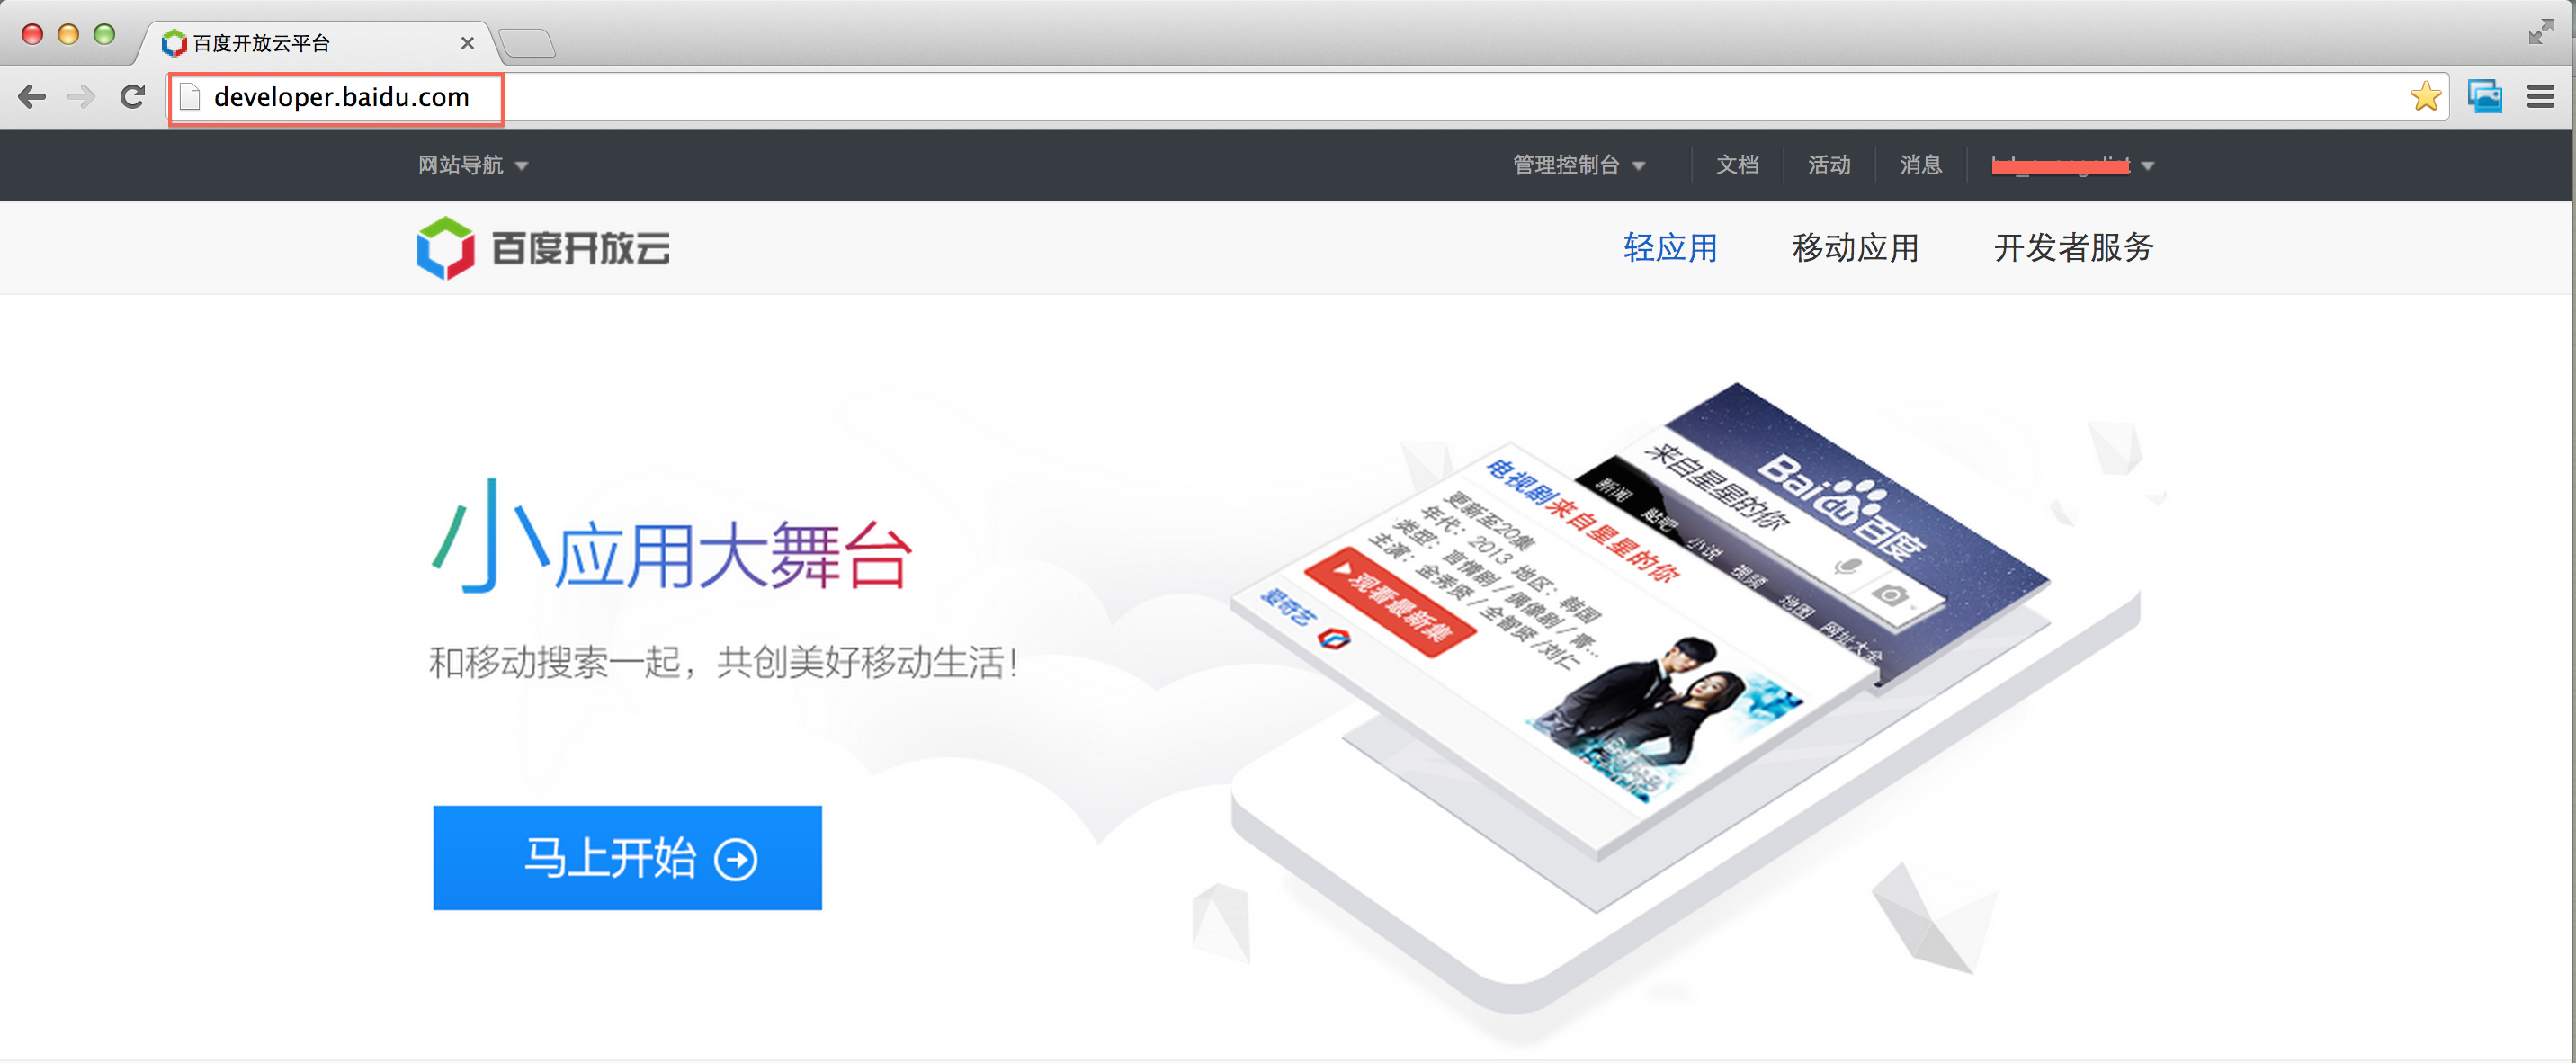 百度开放云平台
developer.baidu.com
网站导航
管理控制台 文档 活动 消息
百度开放云
轻应用 移动应用 开发者服务
小应用大舞台
和移动搜索一起，共创美好移动生活！
马上开始
Baidu百度
来自星星的你
新闻 贴吧 小说 视频 地图 网址大全
电视剧来自星星的你
更新至20集
年代：2013 地区：韩国
类型：言情剧 / 偶像剧 / 青...
主演：金秀贤 / 全智贤 /刘仁
观看最新集
爱奇艺